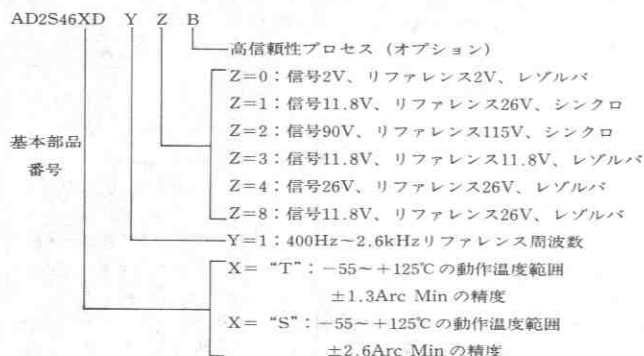 AD2S46XD Y Z B
高信頼性プロセス（オプション）
Z=0：信号2V、リファレンス2V、レゾルバ
Z=1：信号11.8V、リファレンス26V、シンクロ
Z=2：信号90V、リファレンス115V、シンクロ
Z=3：信号11.8V、リファレンス11.8V、レゾルバ
Z=4：信号26V、リファレンス26V、レゾルバ
Z=8：信号11.8V、リファレンス26V、レゾルバ
基本部品
番号
Y=1：400Hz～2.6kHzリファレンス周波数
X= “T”：－55～＋125℃の動作温度範囲
±1.3Arc Minの精度
X= “S”：－55～＋125℃の動作温度範囲
±2.6Arc Minの精度